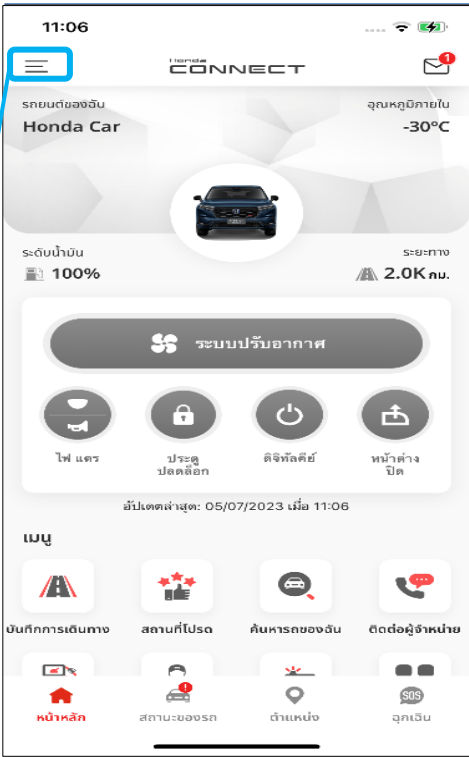 11:06
Honda
CONNECT
1
รถยนต์ของฉัน
อุณหภูมิภายใน
Honda Car
-30°C
ระดับน้ำมัน
ระยะทาง
100%
2.0K กม.
ระบบปรับอากาศ
ไฟ แตร
ประตู
ปลดล็อก
ดิจิทัลคีย์
หน้าต่าง
ปิด
อัปเดตล่าสุด: 05/07/2023 เมื่อ 11:06
เมนู
บันทึกการเดินทาง
สถานที่โปรด
ค้นหารถของฉัน
ติดต่อผู้จำหน่าย
หน้าหลัก
สถานะของรถ
ตำแหน่ง
SOS
ฉุกเฉิน